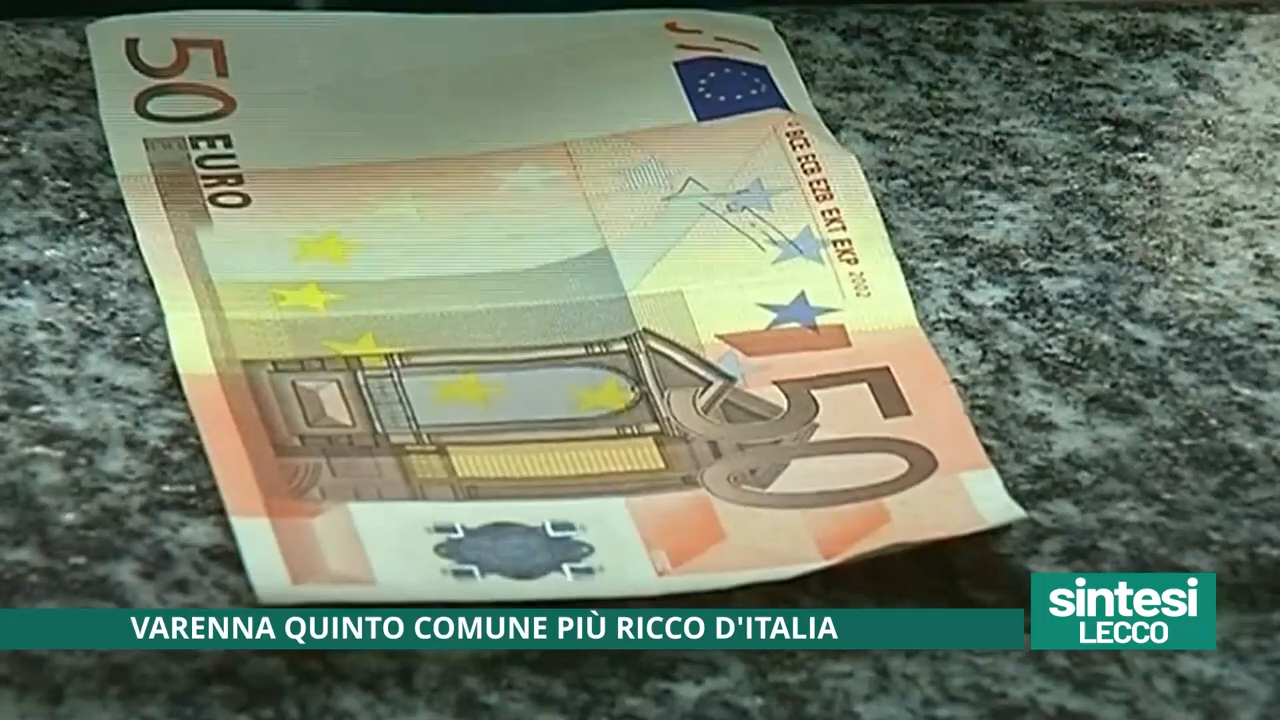 50 EURO
BCE ECB EZB EKT EKP 2002
50
VARENNA QUINTO COMUNE PIÙ RICCO D'ITALIA
sintesi
LECCO